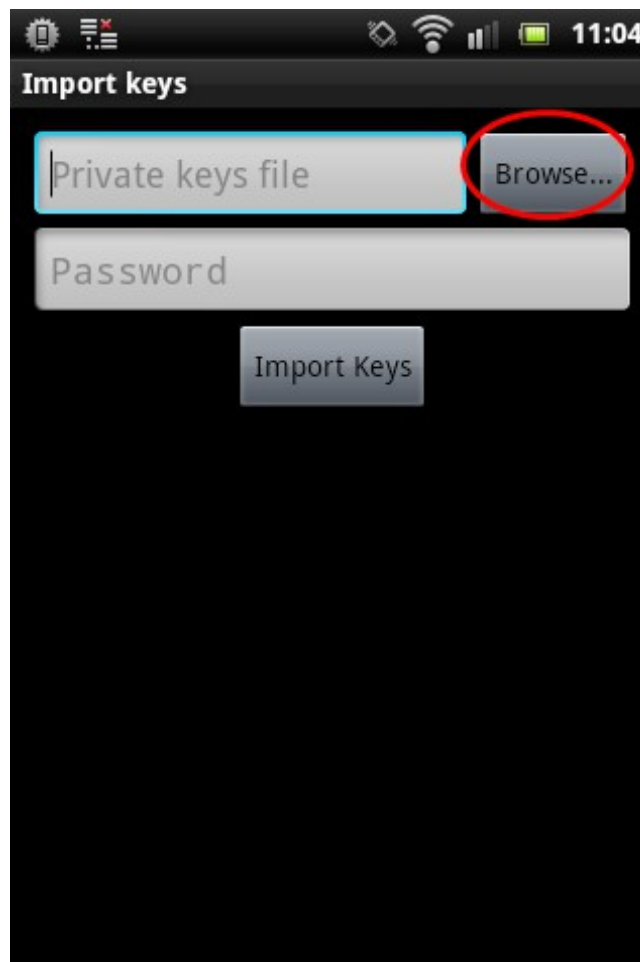 11:04
Import keys
Private keys file
Browse...
Password
Import Keys